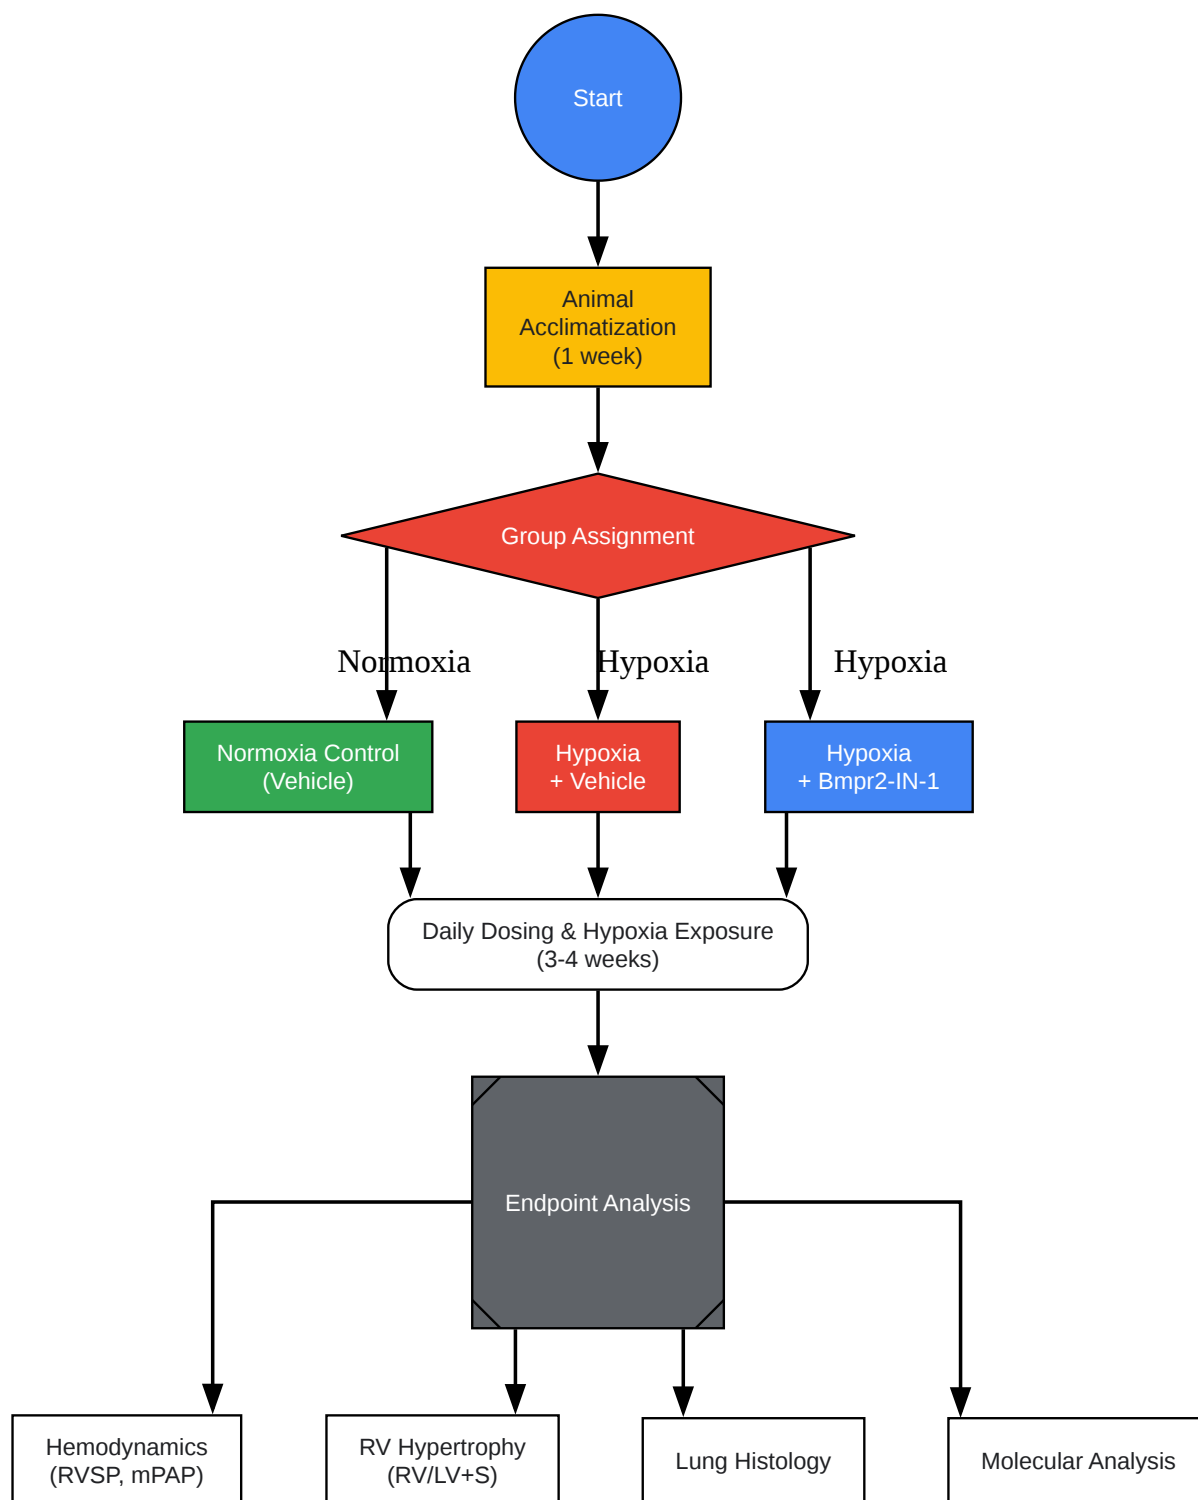 Start
Animal
Acclimatization
(1 week)
Group Assignment
Normoxia
Hypoxia
Hypoxia
Normoxia Control
(Vehicle)
Hypoxia
+ Vehicle
Hypoxia
+ Bmpr2-IN-1
Daily Dosing & Hypoxia Exposure
(3-4 weeks)
Endpoint Analysis
Hemodynamics
(RVSP, mPAP)
RV Hypertrophy
(RV/LV+S)
Lung Histology
Molecular Analysis